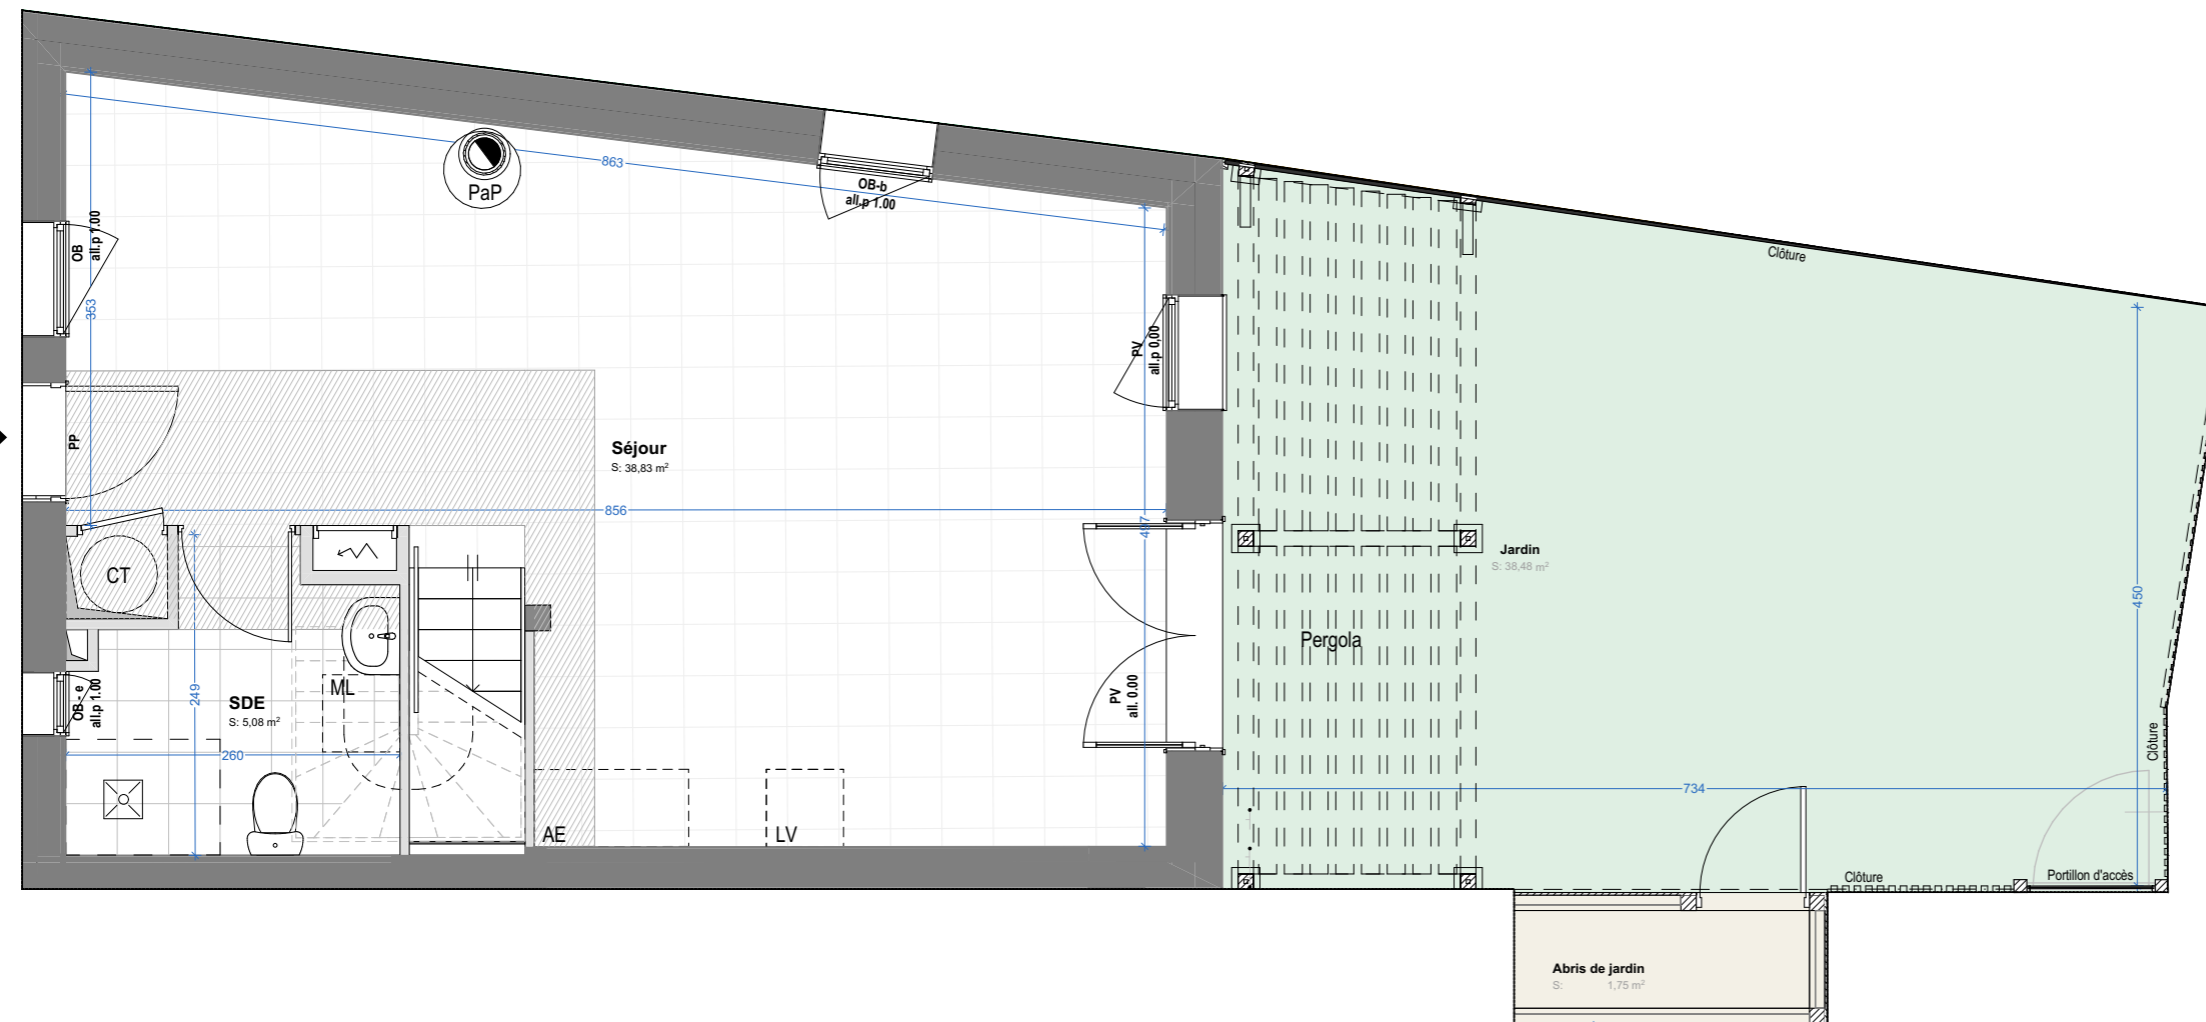 863
PaP
OB-b
all.p 1.00
OB
all.p 1.00
353
Clôture
PV
all.p 0,00
PP
Séjour
S: 38,83 m²
856
497
CT
Jardin
S: 38,48 m²
450
Pergola
ML
OB - e
all.p 1.00
249
SDE
S: 5,08 m²
PV
all. 0.00
Clôture
260
734
AE
LV
Clôture
Portillon d'accès
Abris de jardin
S: 1,75 m²